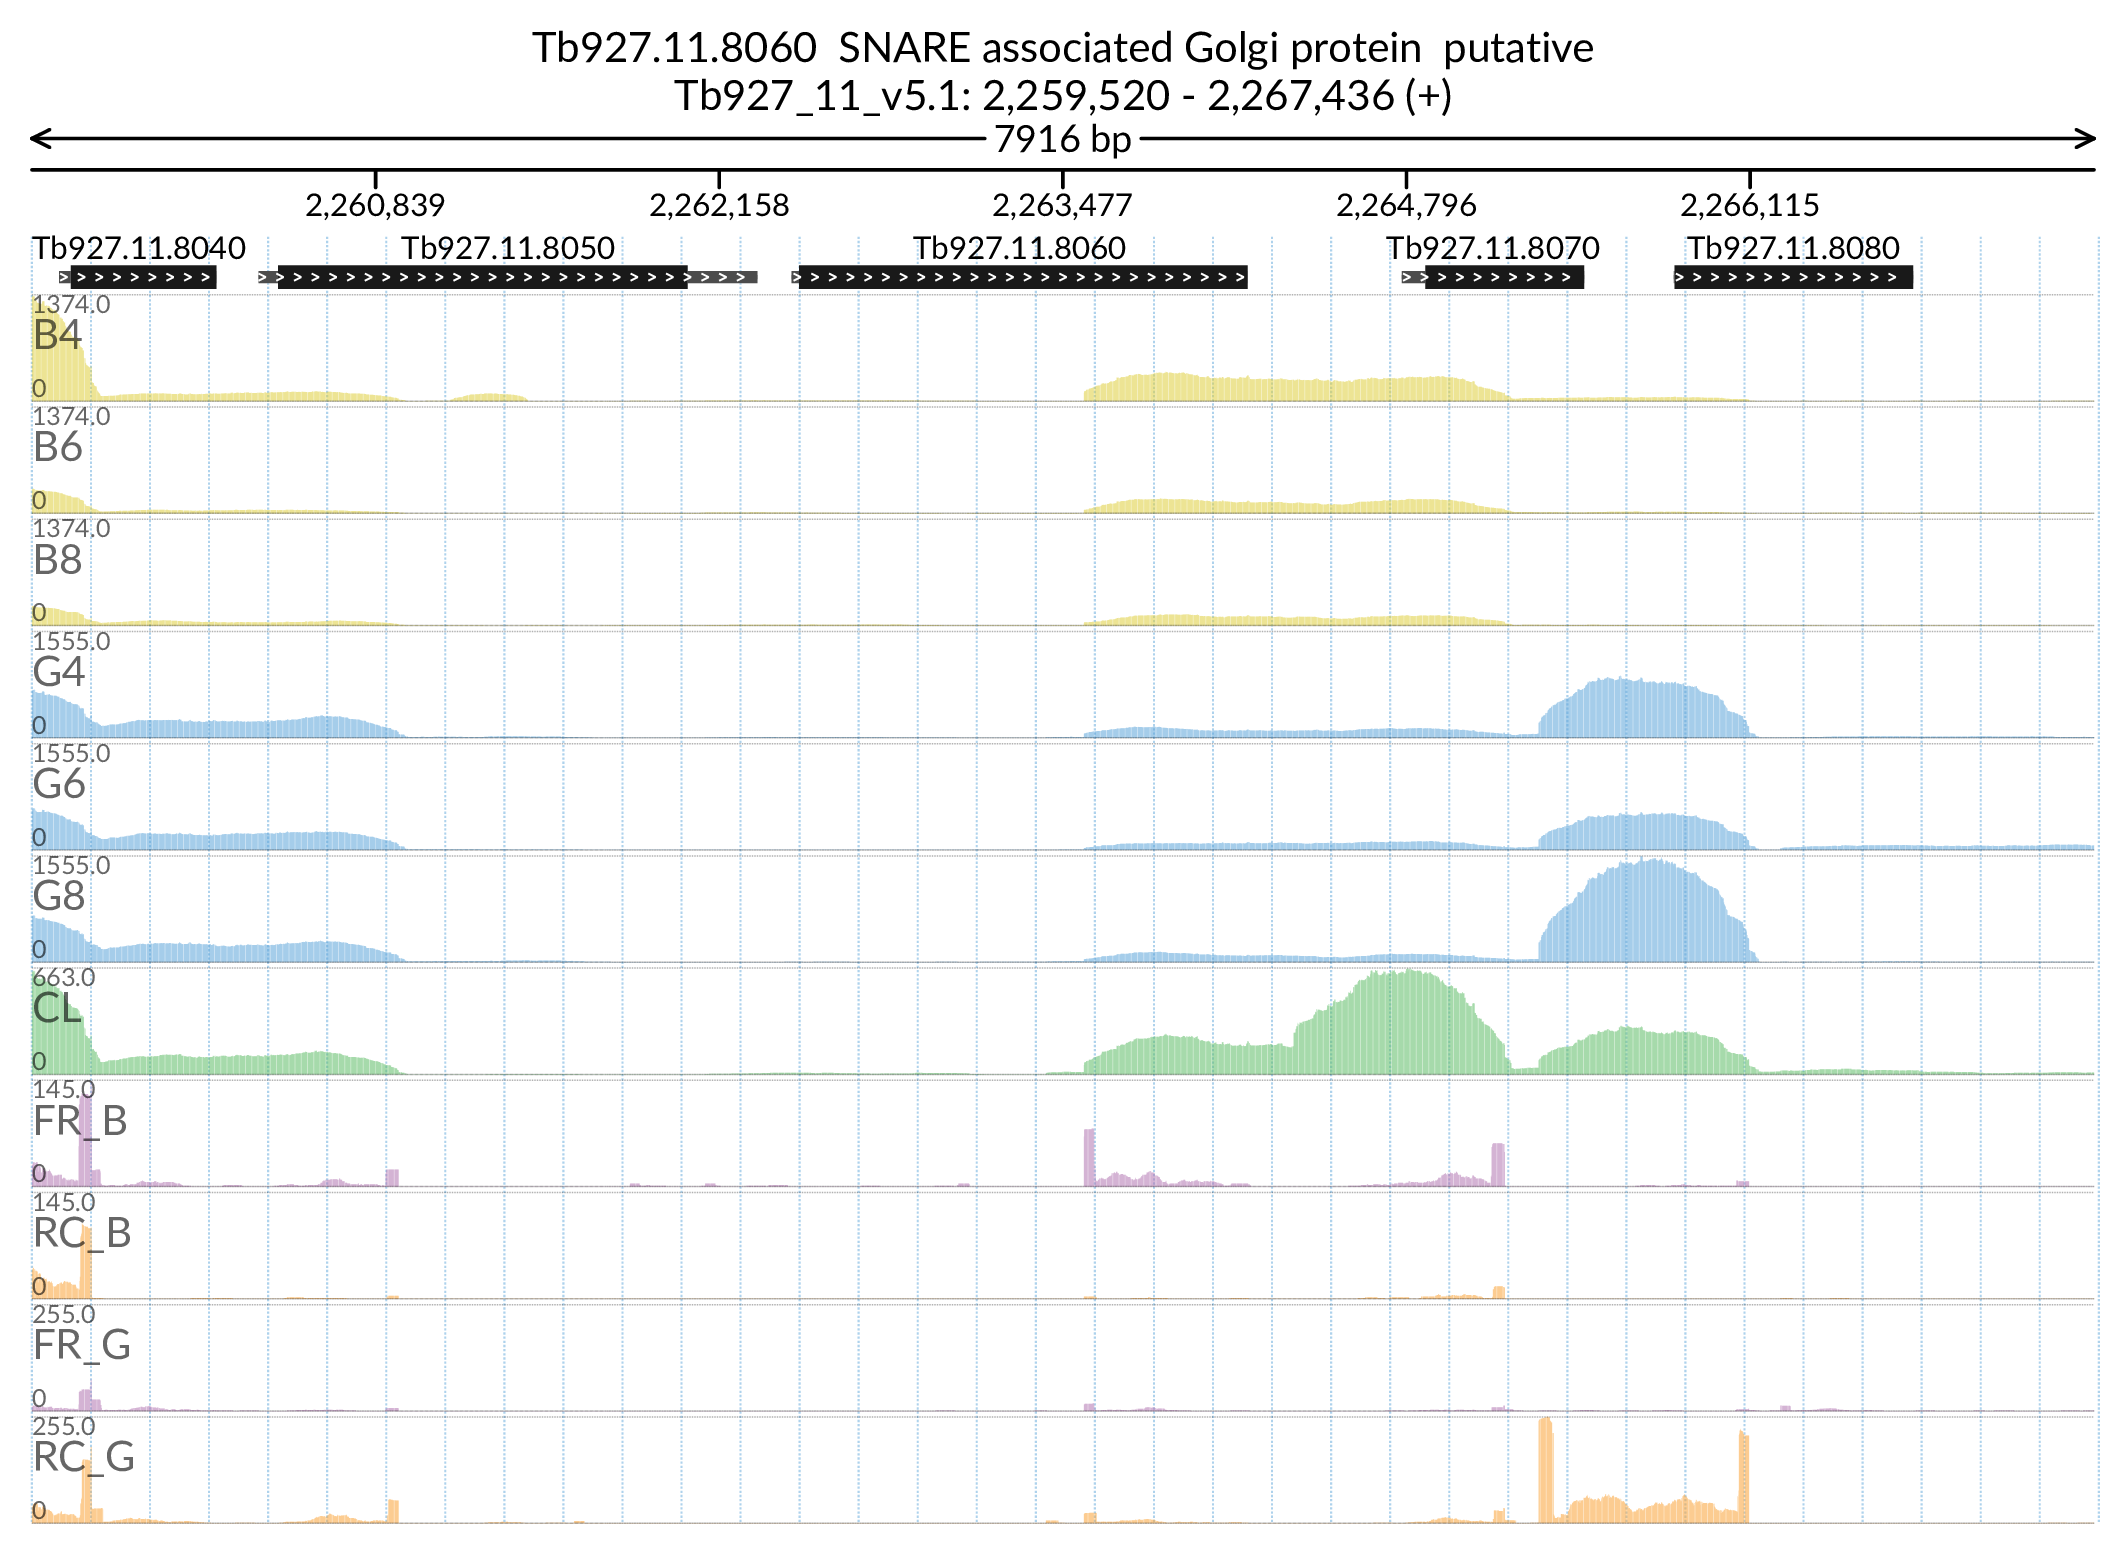 Tb927.11.8060  SNARE associated Golgi protein  putative
Tb927_11_v5.1: 2,259,520 - 2,267,436 (+)
7916 bp
2,260,839 2,262,158 2,263,477 2,264,796 2,266,115
Tb927.11.8040 Tb927.11.8050 Tb927.11.8060 Tb927.11.8070 Tb927.11.8080
1374.0
B4
0
1374.0
B6
0
1374.0
B8
0
1555.0
G4
0
1555.0
G6
0
1555.0
G8
0
663.0
CL
0
145.0
FR_B
0
145.0
RC_B
0
255.0
FR_G
0
255.0
RC_G
0